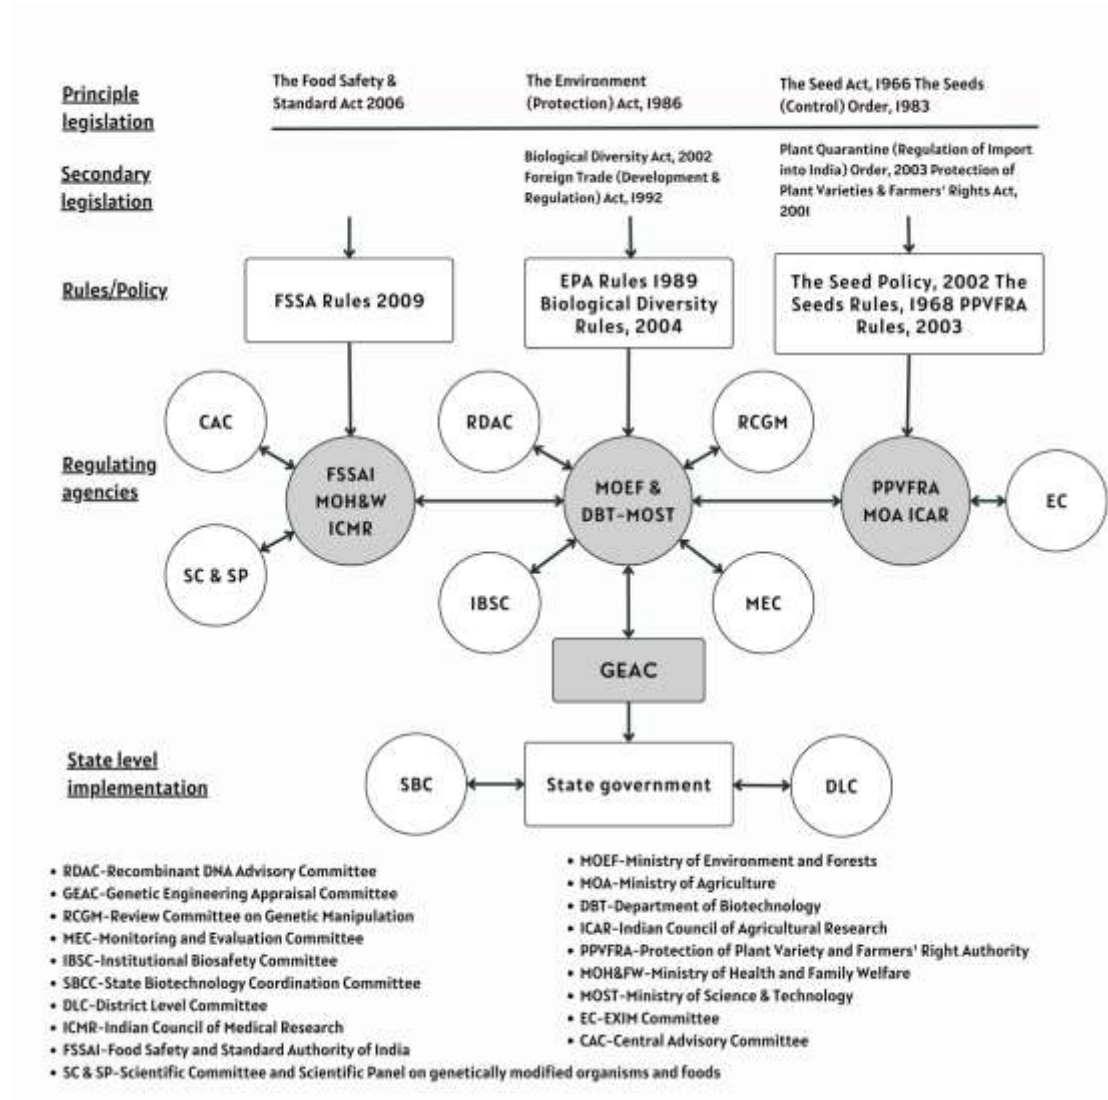 Principle
legislation
The Food Safety &
Standard Act 2006
The Environment
(Protection) Act, 1986
The Seed Act, 1966 The Seeds
(Control) Order, 1983
Secondary
legislation
Biological Diversity Act, 2002
Foreign Trade (Development &
Regulation) Act, 1992
Plant Quarantine (Regulation of Import
into India) Order, 2003 Protection of
Plant Varieties & Farmers' Rights Act,
2001
Rules/Policy
FSSA Rules 2009
EPA Rules 1989
Biological Diversity
Rules, 2004
The Seed Policy, 2002 The
Seeds Rules, 1968 PPVFRA
Rules, 2003
Regulating
agencies
CAC
FSSAI
MOH&W
ICMR
SC & SP
RDAC
RCGM
MOEF &
DBT-MOST
IBSC
MEC
PPVFRA
MOA ICAR
EC
GEAC
State level
implementation
SBC
State government
DLC
• RDAC-Recombinant DNA Advisory Committee
• GEAC-Genetic Engineering Appraisal Committee
• RCGM-Review Committee on Genetic Manipulation
• MEC-Monitoring and Evaluation Committee
• IBSC-Institutional Biosafety Committee
• SBCC-State Biotechnology Coordination Committee
• DLC-District Level Committee
• ICMR-Indian Council of Medical Research
• FSSAI-Food Safety and Standard Authority of India
• SC & SP-Scientific Committee and Scientific Panel on genetically modified organisms and foods
• MOEF-Ministry of Environment and Forests
• MOA-Ministry of Agriculture
• DBT-Department of Biotechnology
• ICAR-Indian Council of Agricultural Research
• PPVFRA-Protection of Plant Variety and Farmers' Right Authority
• MOH&FW-Ministry of Health and Family Welfare
• MOST-Ministry of Science & Technology
• EC-EXIM Committee
• CAC-Central Advisory Committee